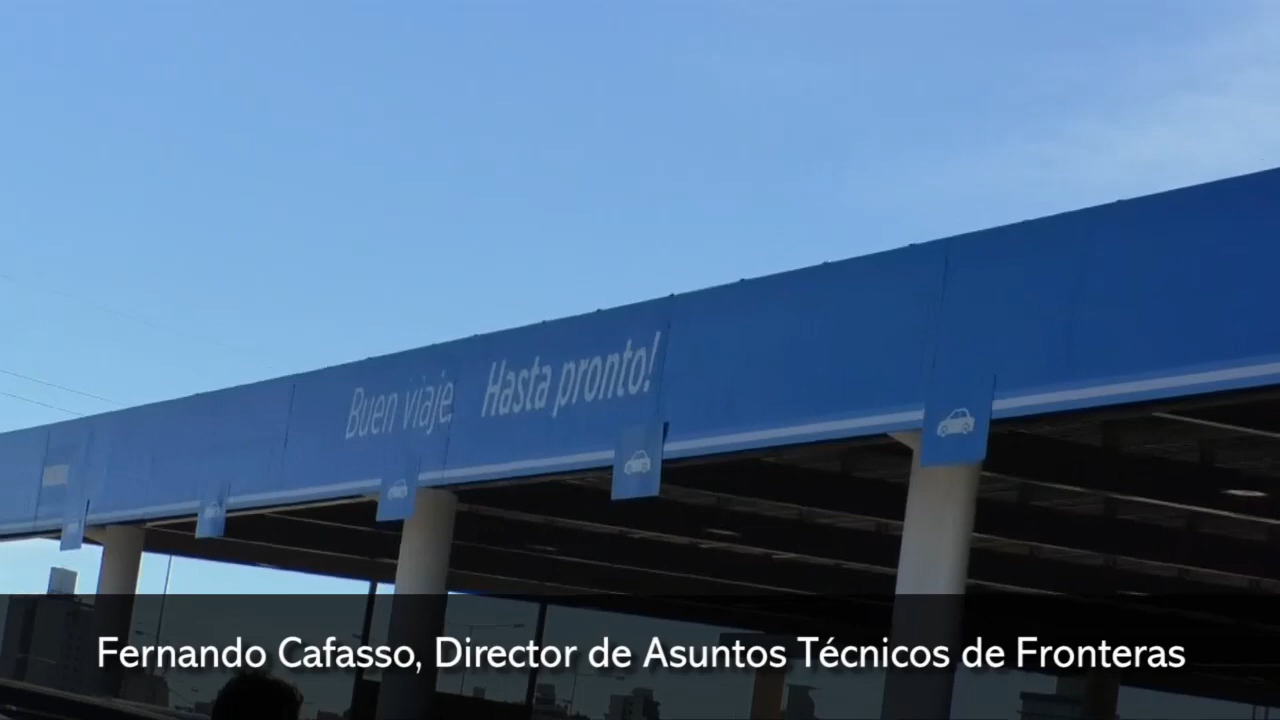 Buen viaje, Hasta pronto!
Fernando Cafasso, Director de Asuntos Técnicos de Fronteras